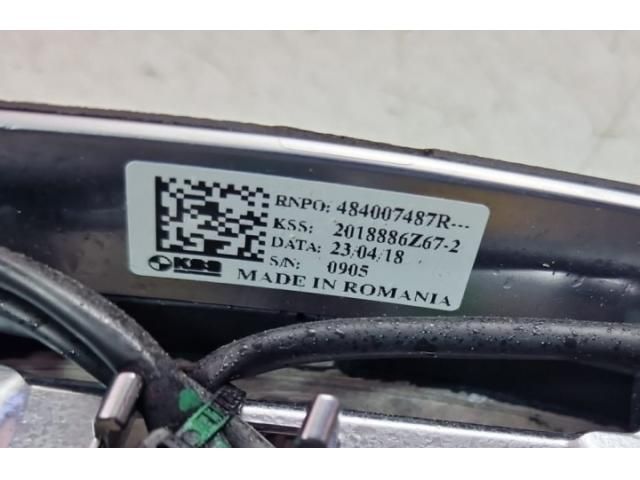 RNPO: 484007487R---
KSS: 2018886Z67-2
DATA: 23/04/18
S/N: 0905
KSS
MADE IN ROMANIA